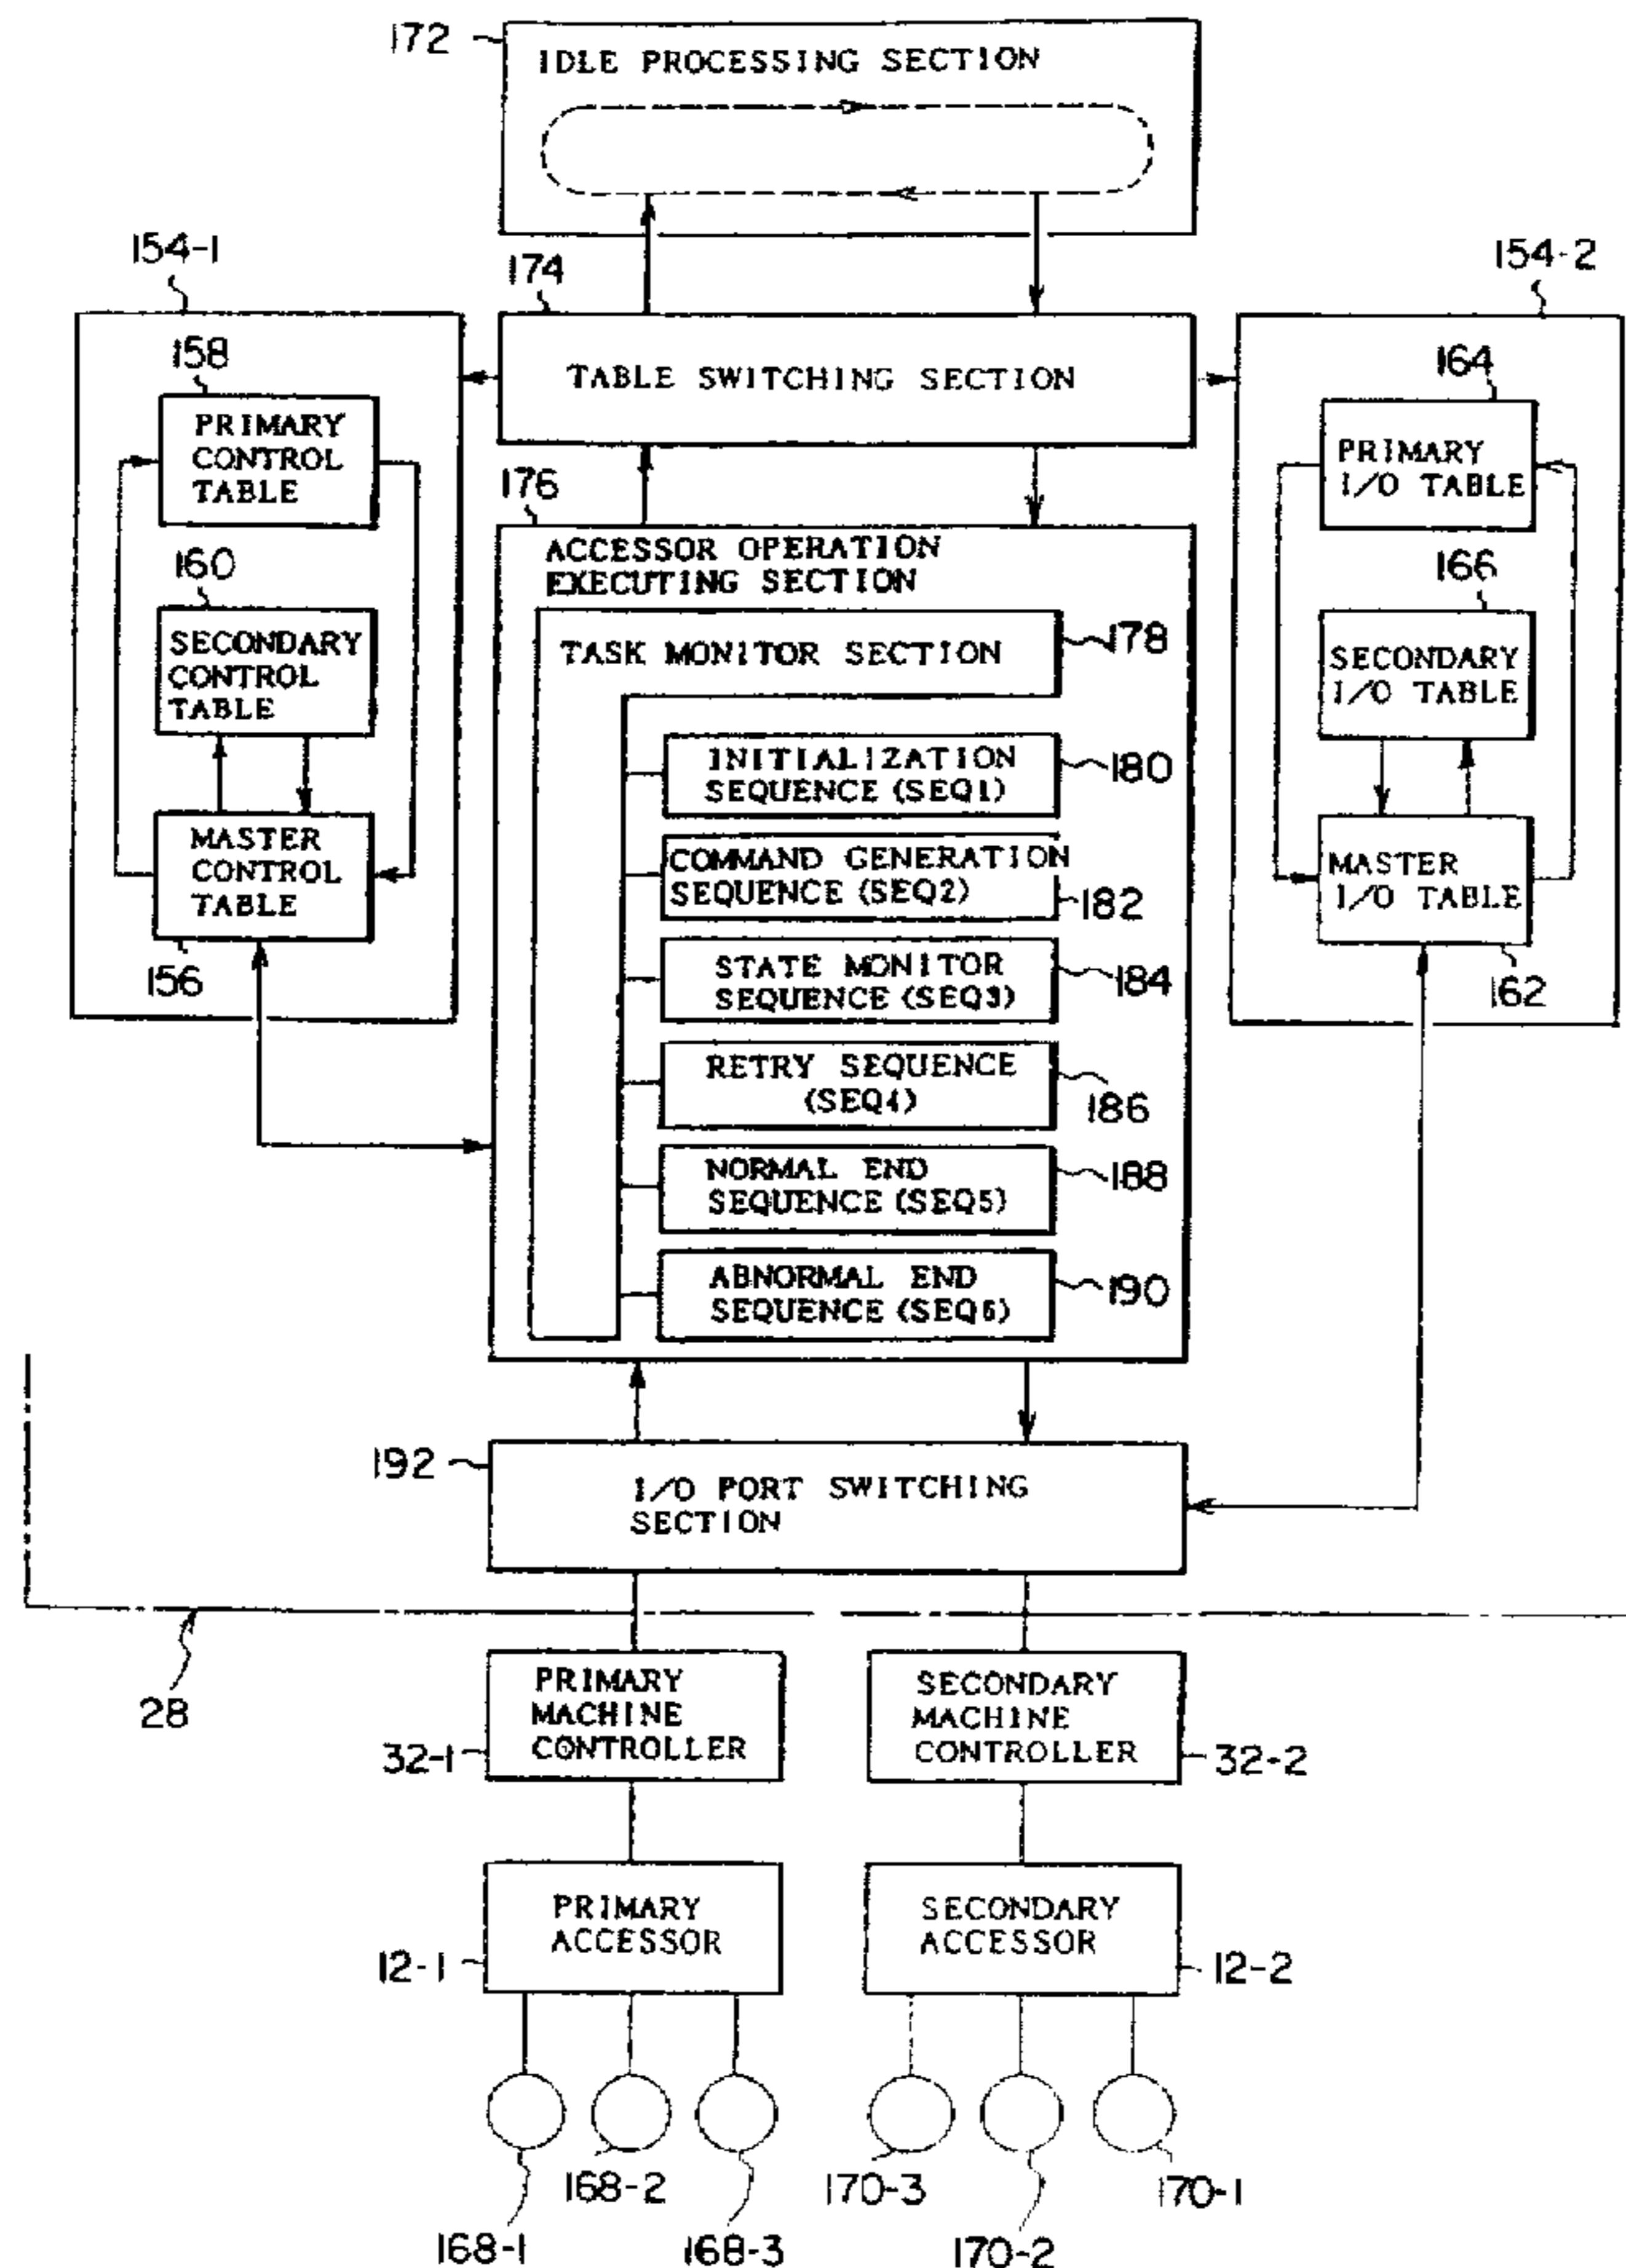 172
IDLE PROCESSING SECTION
154-1
174
154-2
TABLE SWITCHING SECTION
158
PRIMARY
CONTROL
TABLE
164
PRIMARY
I/O TABLE
176
ACCESSOR OPERATION
EXECUTING SECTION
160
SECONDARY
CONTROL
TABLE
166
SECONDARY
I/O TABLE
TASK MONITOR SECTION
178
INITIALIZATION
SEQUENCE (SEQ1)
180
MASTER
CONTROL
TABLE
156
COMMAND GENERATION
SEQUENCE (SEQ2)
182
MASTER
I/O TABLE
162
STATE MONITOR
SEQUENCE (SEQ3)
184
RETRY SEQUENCE
(SEQ4)
186
NORMAL END
SEQUENCE (SEQ5)
188
ABNORMAL END
SEQUENCE (SEQ6)
190
192
I/O PORT SWITCHING
SECTION
28
PRIMARY
MACHINE
CONTROLLER
32-1
SECONDARY
MACHINE
CONTROLLER
32-2
PRIMARY
ACCESSOR
12-1
SECONDARY
ACCESSOR
12-2
168-1
168-2
168-3
170-3
170-2
170-1